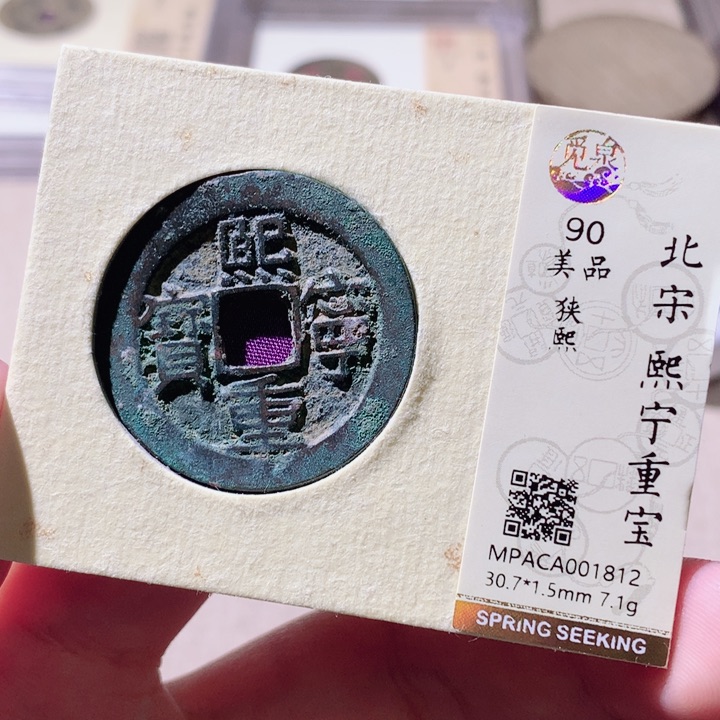 熙
寧
重
寶
觅泉
90
美品
狭熙
北宋 熙宁重宝
MPACA001812
30.7*1.5mm 7.1g
SPRING SEEKING